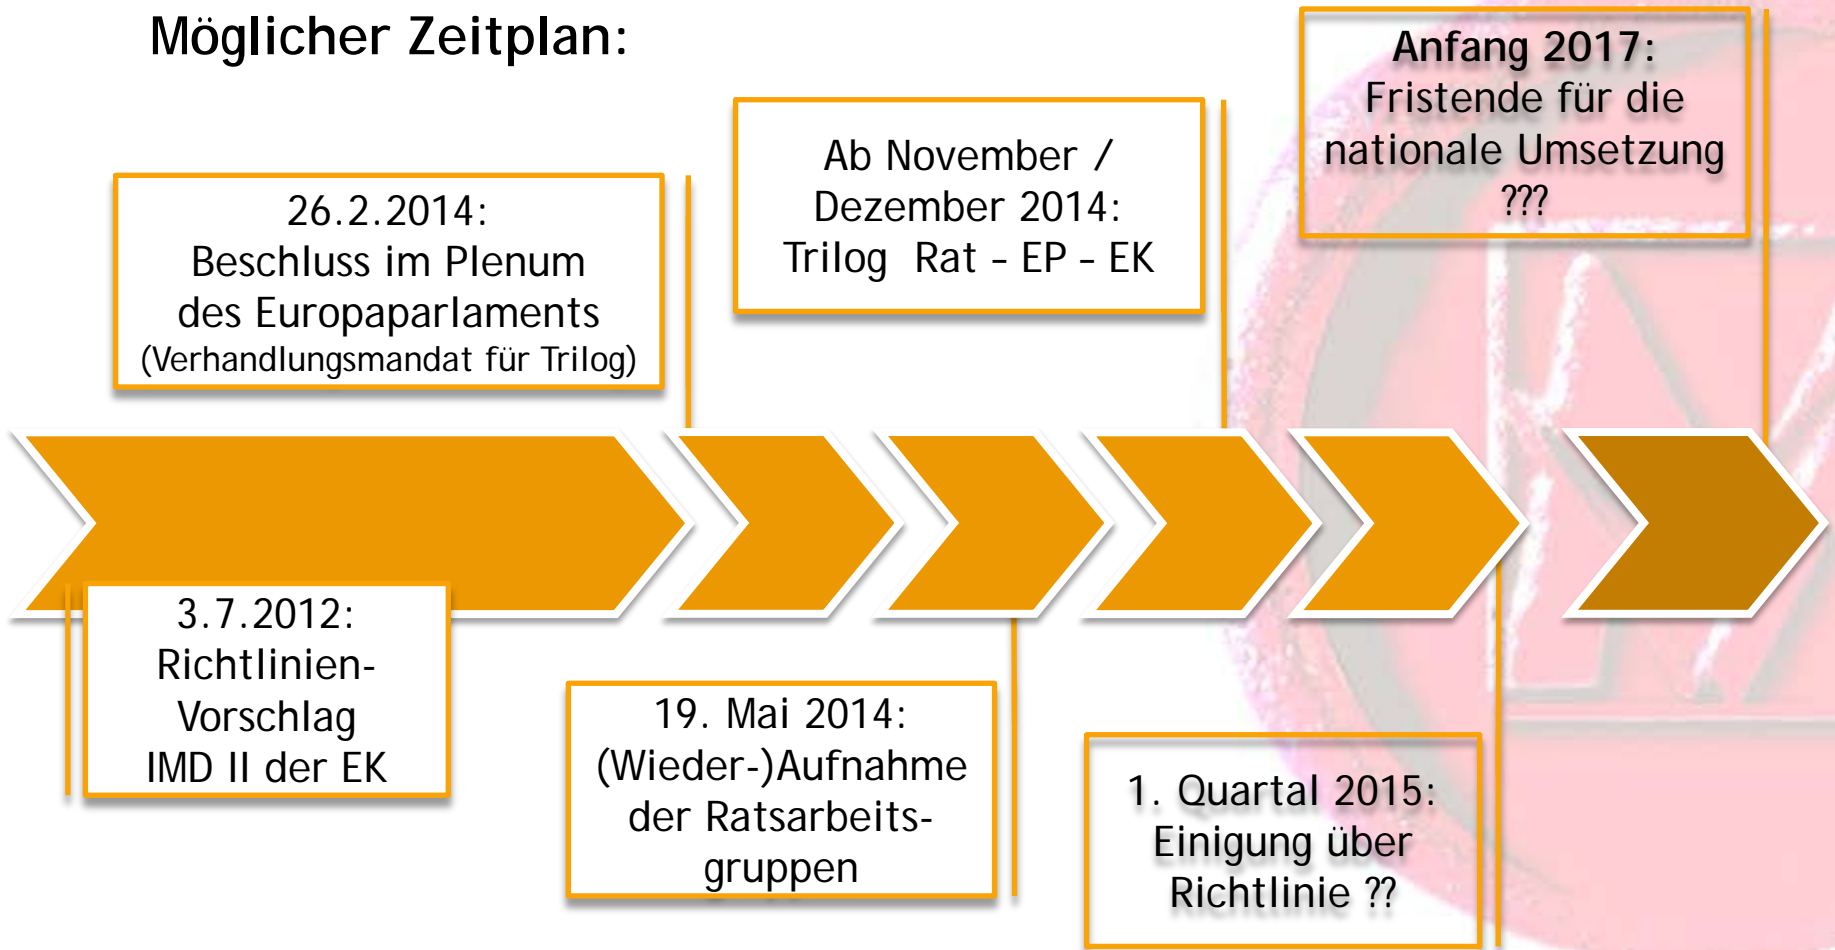 Möglicher Zeitplan:
3.7.2012:
Richtlinien-
Vorschlag
IMD II der EK
26.2.2014:
Beschluss im Plenum
des Europaparlaments
(Verhandlungsmandat für Trilog)
19. Mai 2014:
(Wieder-)Aufnahme
der Ratsarbeits-
gruppen
Ab November /
Dezember 2014:
Trilog Rat – EP – EK
1. Quartal 2015:
Einigung über
Richtlinie ??
Anfang 2017:
Fristende für die
nationale Umsetzung
???